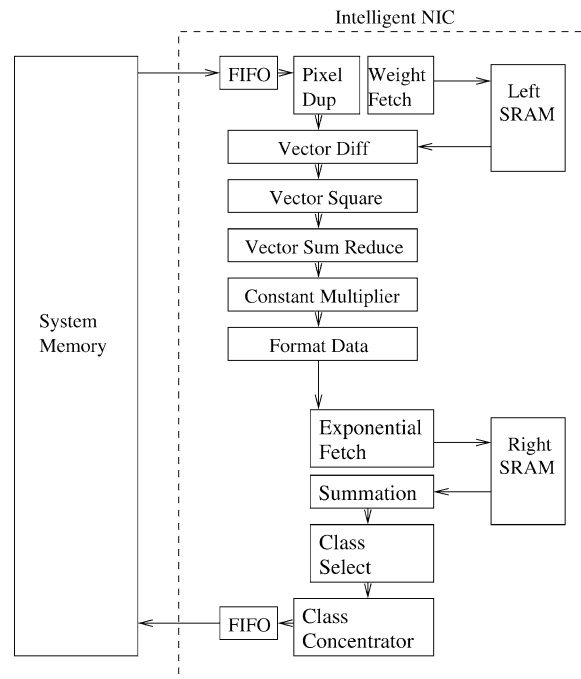 Intelligent NIC
FIFO
Pixel
Dup
Weight
Fetch
Left
SRAM
Vector Diff
Vector Square
Vector Sum Reduce
Constant Multiplier
Format Data
System
Memory
Exponential
Fetch
Right
SRAM
Summation
Class
Select
FIFO
Class
Concentrator